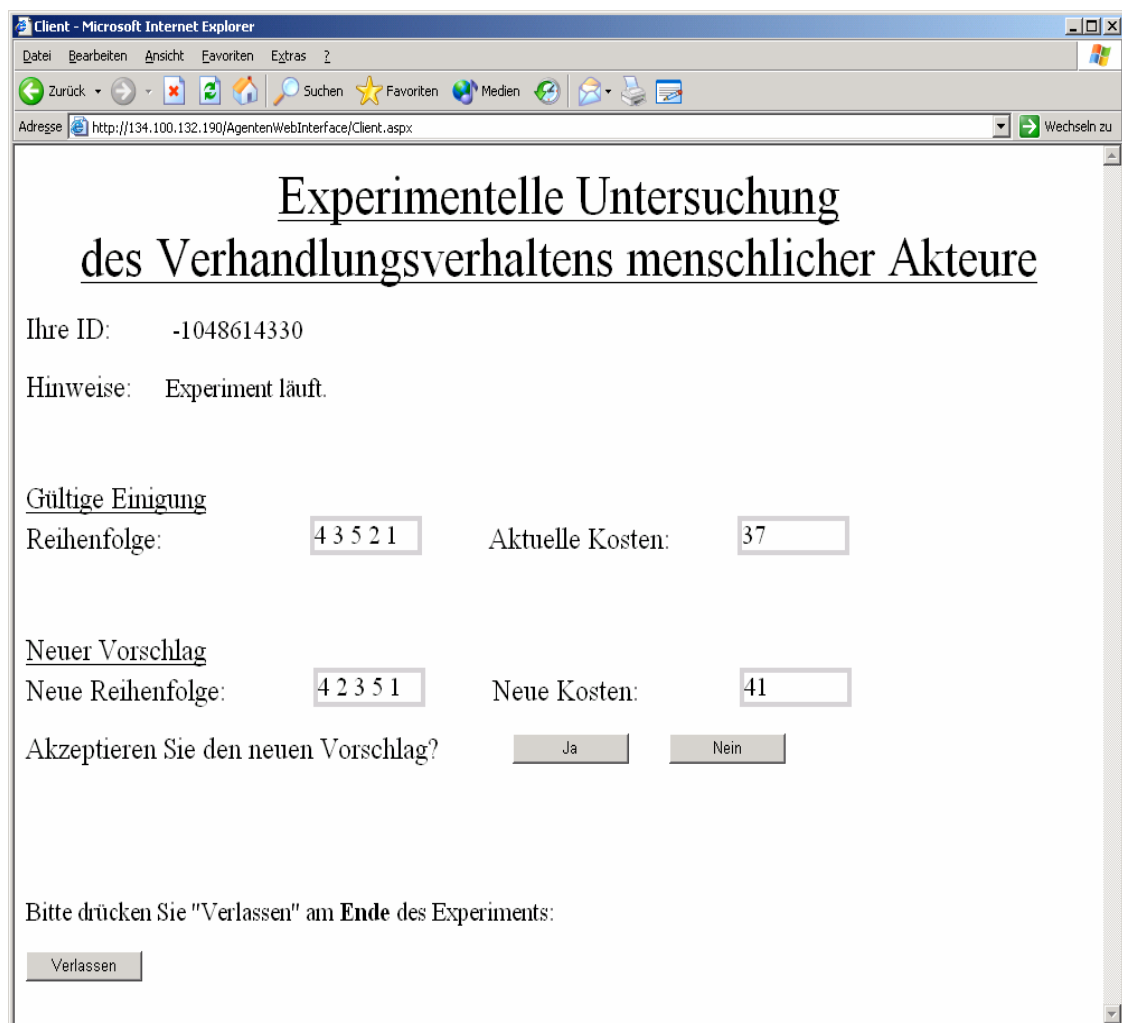 Client - Microsoft Internet Explorer
Datei Bearbeiten Ansicht Favoriten Extras ?
Zurück Suchen Favoriten Medien
Adresse http://134.100.132.190/AgentenWebInterface/Client.aspx Wechseln zu
Experimentelle Untersuchung
des Verhandlungsverhaltens menschlicher Akteure
Ihre ID: -1048614330
Hinweise: Experiment läuft.
Gültige Einigung
Reihenfolge: 4 3 5 2 1 Aktuelle Kosten: 37
Neuer Vorschlag
Neue Reihenfolge: 4 2 3 5 1 Neue Kosten: 41
Akzeptieren Sie den neuen Vorschlag? Ja Nein
Bitte drücken Sie "Verlassen" am Ende des Experiments:
Verlassen